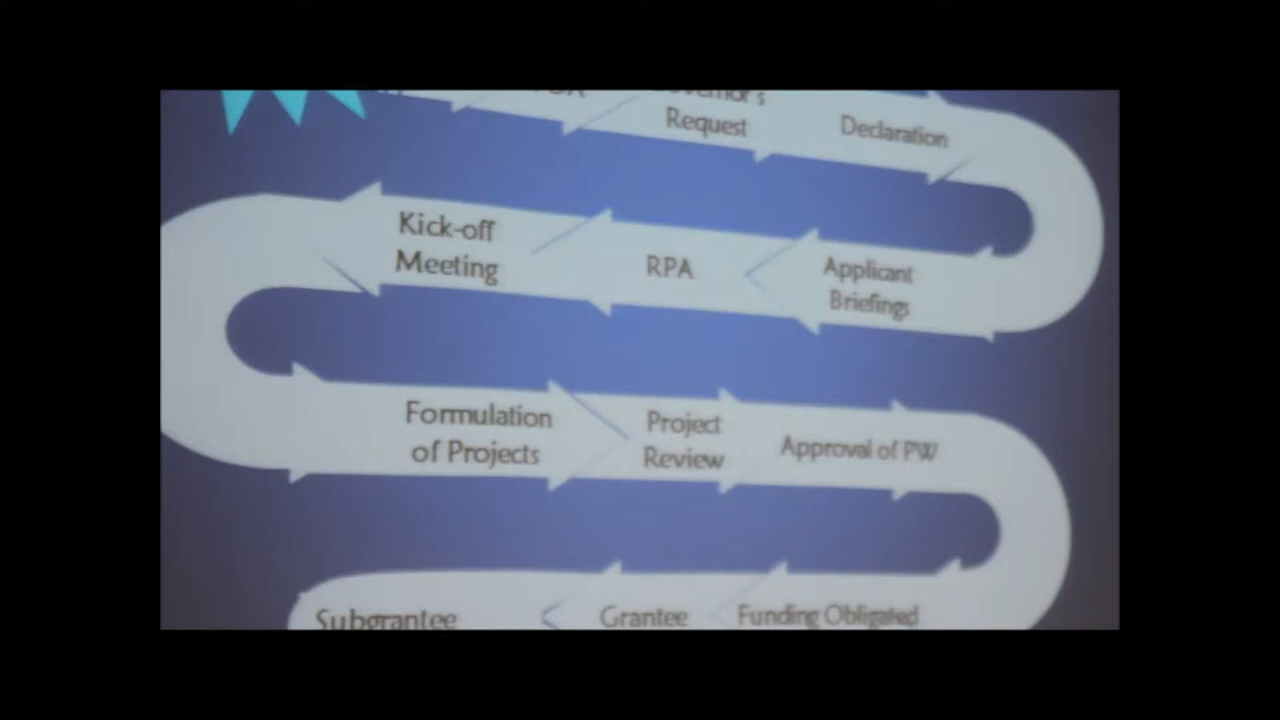 Request
Declaration
Kick-off
Meeting
RPA
Applicant
Briefings
Formulation
of Projects
Project
Review
Approval of PW
Subgrantee
Grantee
Funding Obligated